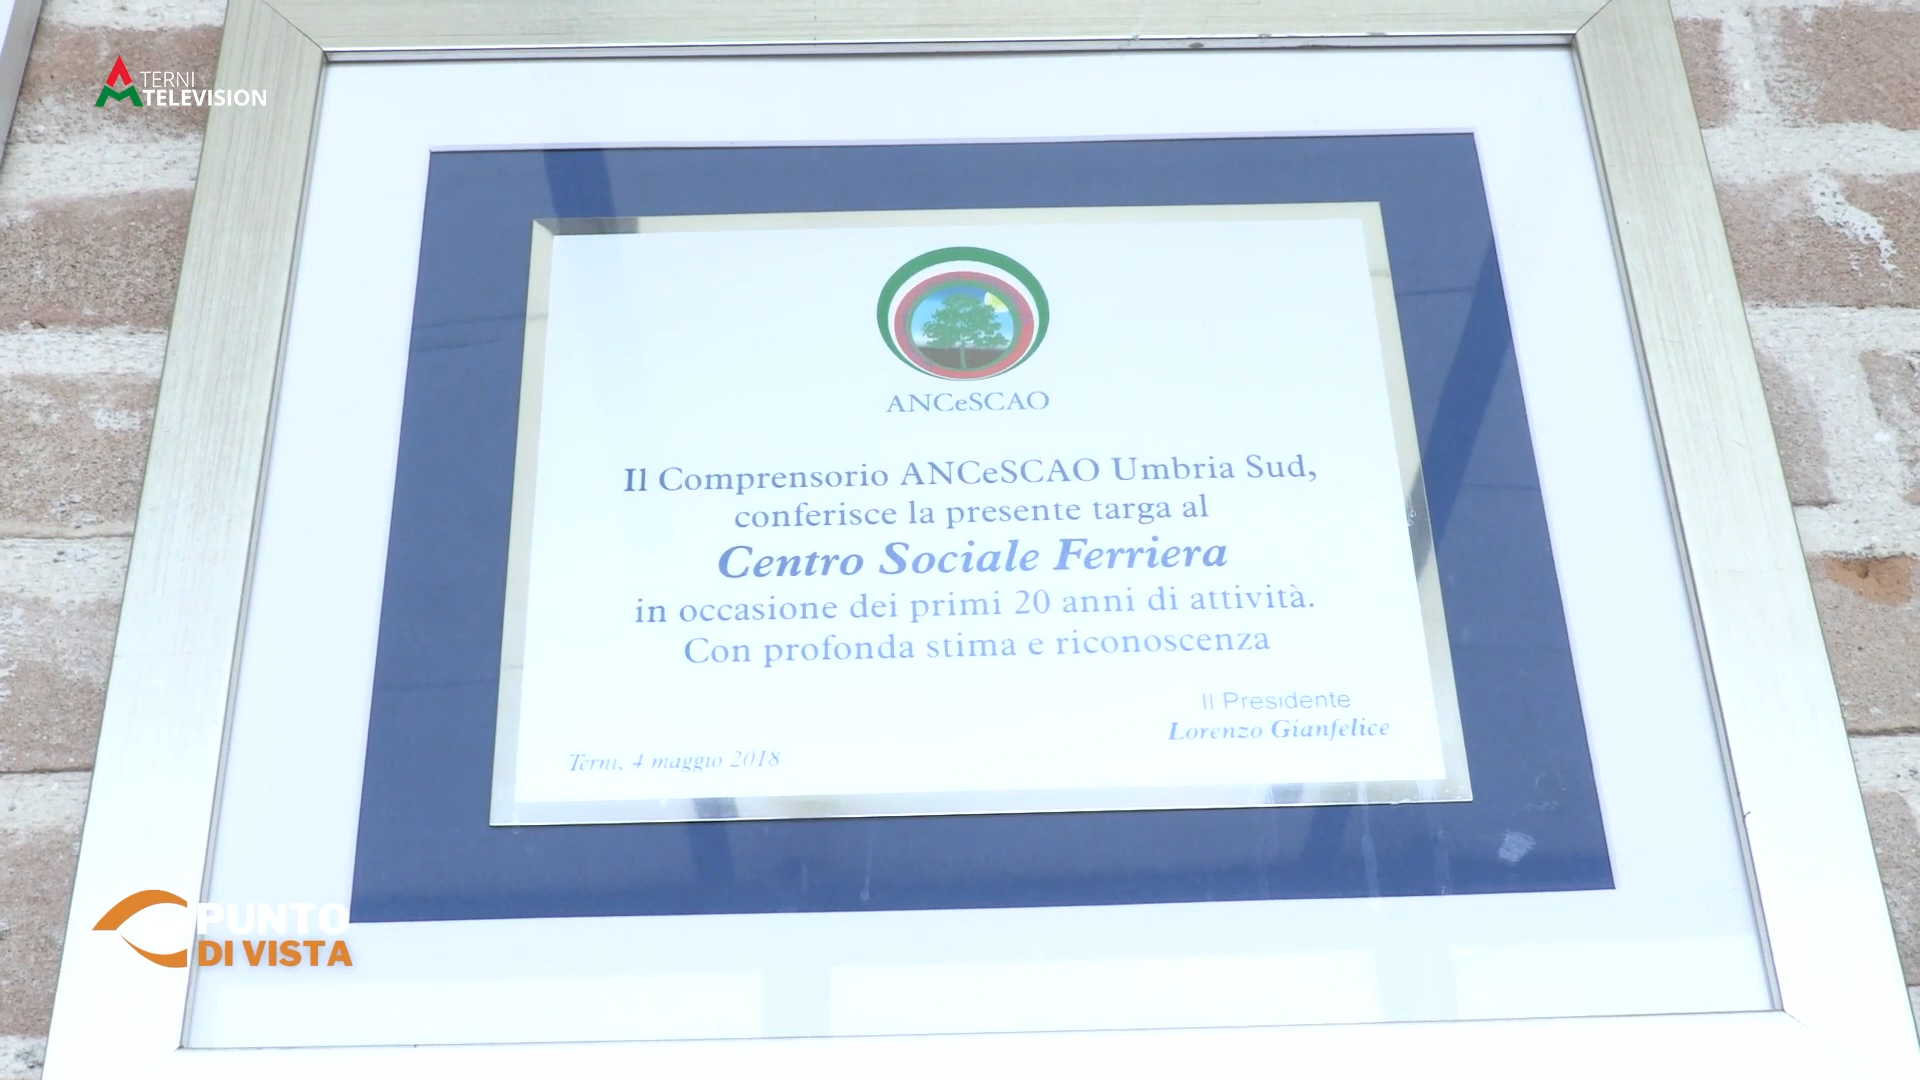 TERNI
TELEVISION
ANCeSCAO
Il Comprensorio ANCeSCAO Umbria Sud,
conferisce la presente targa al
Centro Sociale Ferriera
in occasione dei primi 20 anni di attività.
Con profonda stima e riconoscenza
Il Presidente
Lorenzo Gianfelice
Terni, 4 maggio 2018
PUNTO
DI VISTA